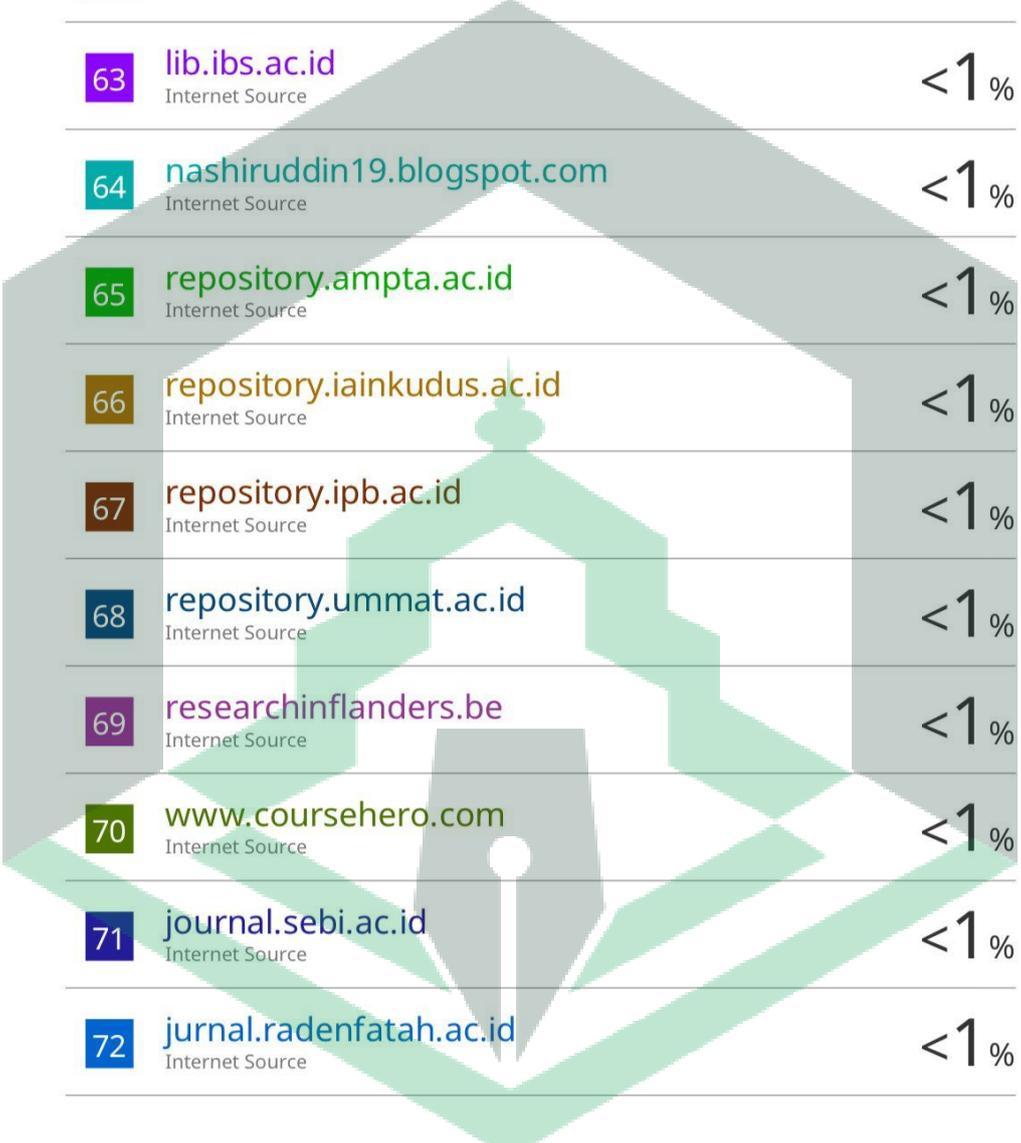 63 lib.ibs.ac.id <1%
Internet Source
64 nashiruddin19.blogspot.com <1%
Internet Source
65 repository.ampta.ac.id <1%
Internet Source
66 repository.iainkudus.ac.id <1%
Internet Source
67 repository.ipb.ac.id <1%
Internet Source
68 repository.ummat.ac.id <1%
Internet Source
69 researchinflanders.be <1%
Internet Source
70 www.coursehero.com <1%
Internet Source
71 journal.sebi.ac.id <1%
Internet Source
72 jurnal.radenfatah.ac.id <1%
Internet Source